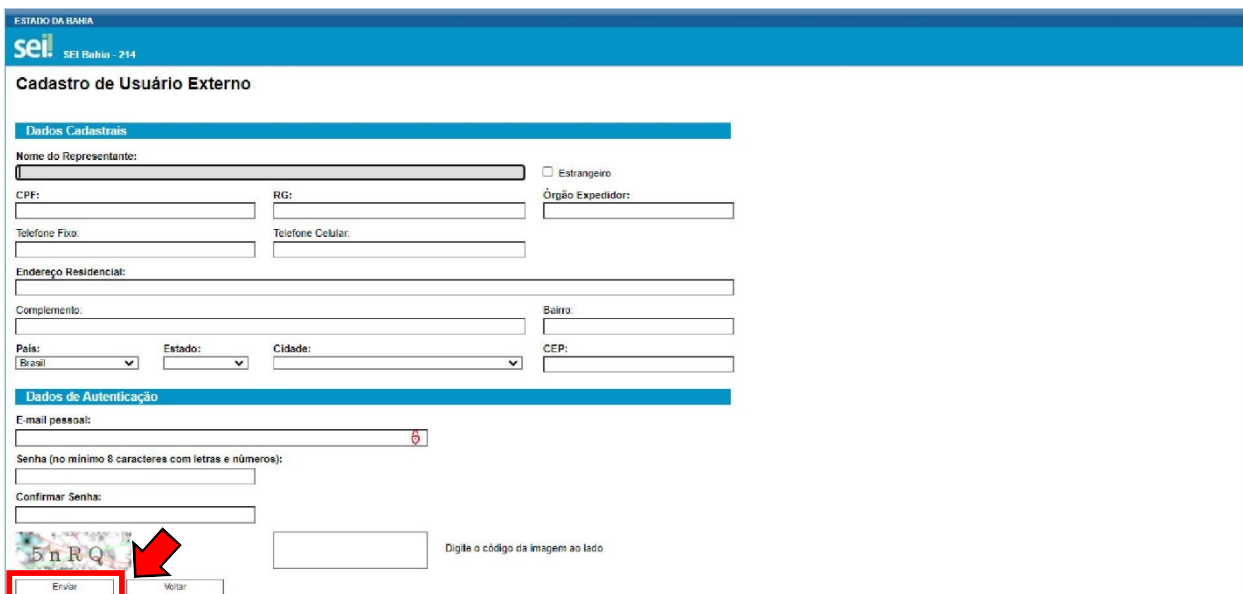 ESTADO DA BAHIA
sei! SEI Bahia - 214
Cadastro de Usuário Externo
Dados Cadastrais
Nome do Representante:
Estrangeiro
CPF: RG: Órgão Expedidor:
Telefone Fixo: Telefone Celular:
Endereço Residencial:
Complemento: Bairro:
País: Estado: Cidade: CEP:
Brasil
Dados de Autenticação
E-mail pessoal:
Senha (no mínimo 8 caracteres com letras e números):
Confirmar Senha:
5nRQ Digite o código da imagem ao lado
Enviar Voltar